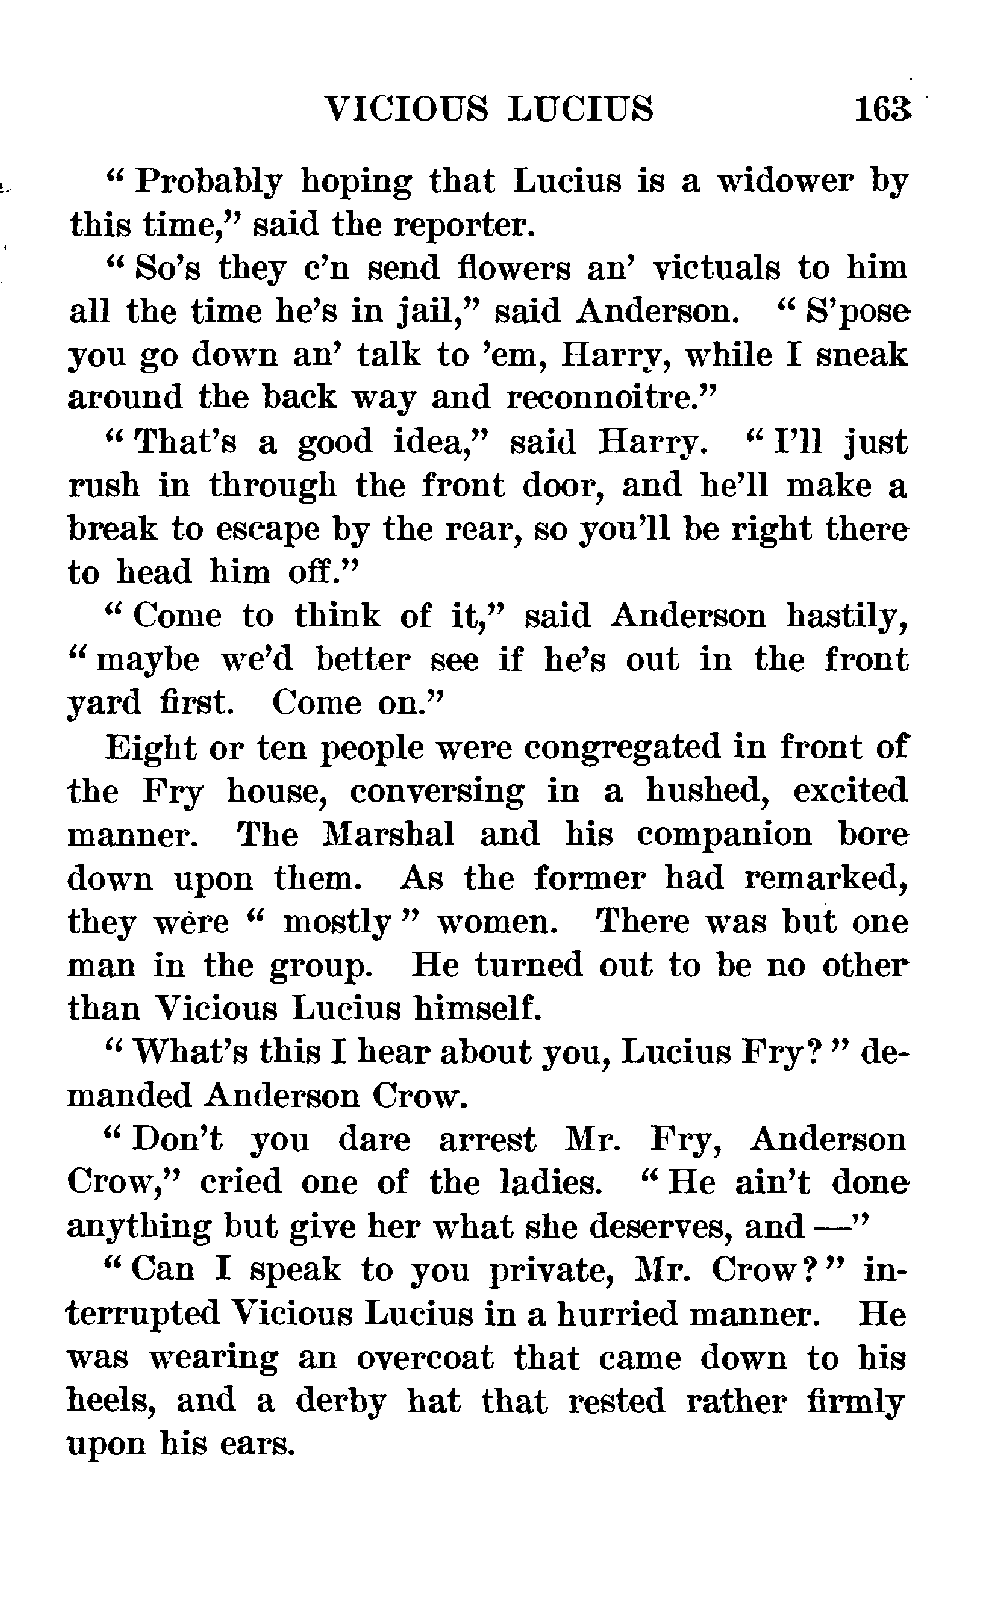 VICIOUS LUCIUS 163
“ Probably hoping that Lucius is a widower by
this time,” said the reporter.
“ So’s they c’n send flowers an’ victuals to him
all the time he’s in jail,” said Anderson. “ S’pose
you go down an’ talk to ’em, Harry, while I sneak
around the back way and reconnoitre.”
“ That’s a good idea,” said Harry. “ I’ll just
rush in through the front door, and he’ll make a
break to escape by the rear, so you’ll be right there
to head him off.”
“ Come to think of it,” said Anderson hastily,
“ maybe we’d better see if he’s out in the front
yard first. Come on.”
Eight or ten people were congregated in front of
the Fry house, conversing in a hushed, excited
manner. The Marshal and his companion bore
down upon them. As the former had remarked,
they were “ mostly ” women. There was but one
man in the group. He turned out to be no other
than Vicious Lucius himself.
“ What’s this I hear about you, Lucius Fry? ” de-
manded Anderson Crow.
“ Don’t you dare arrest Mr. Fry, Anderson
Crow,” cried one of the ladies. “ He ain’t done
anything but give her what she deserves, and —”
“ Can I speak to you private, Mr. Crow? ” in-
terrupted Vicious Lucius in a hurried manner. He
was wearing an overcoat that came down to his
heels, and a derby hat that rested rather firmly
upon his ears.